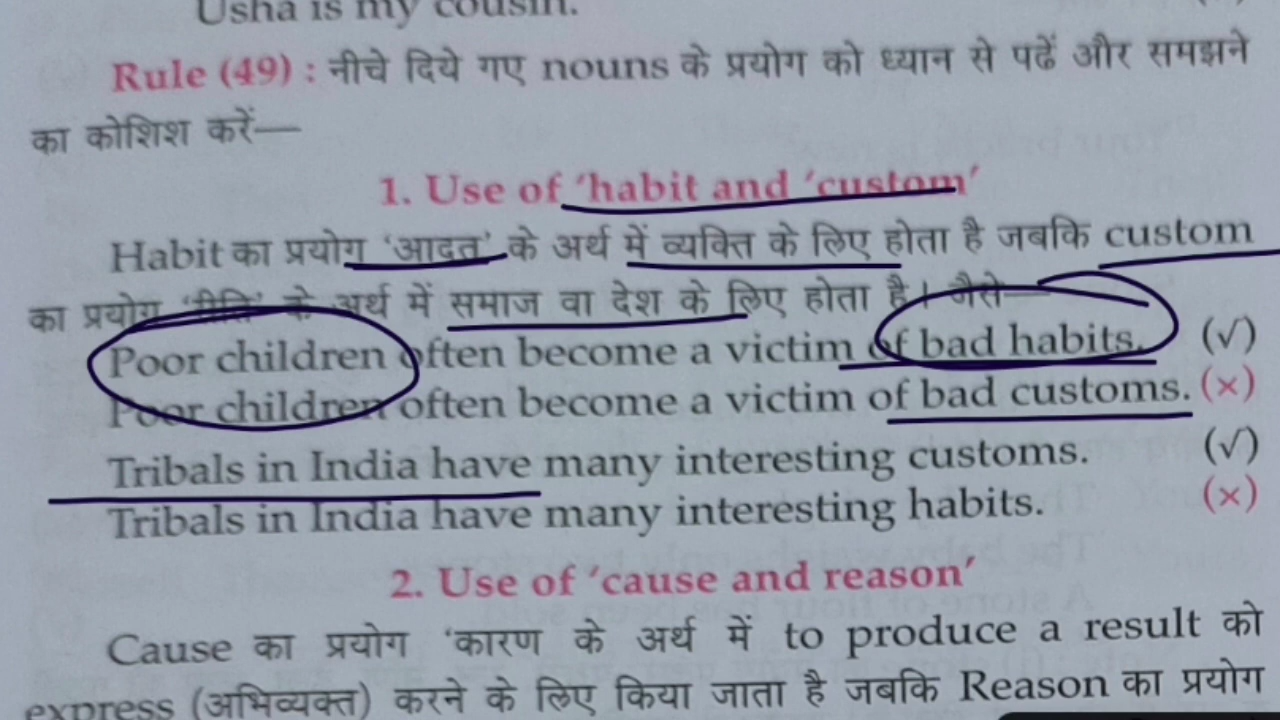 Usha is my cousin.
Rule (49) : नीचे दिये गए nouns के प्रयोग को ध्यान से पढें और समझने
का कोशिश करें—
1. Use of 'habit and 'custom'
Habit का प्रयोग 'आदत' के अर्थ में व्यक्ति के लिए होता है जबकि custom
का प्रयोग 'रीति' के अर्थ में समाज वा देश के लिए होता है। जैसे—
Poor children often become a victim of bad habits. (√)
Poor children often become a victim of bad customs. (×)
Tribals in India have many interesting customs. (√)
Tribals in India have many interesting habits. (×)
2. Use of 'cause and reason'
Cause का प्रयोग 'कारण के अर्थ में to produce a result को
express (अभिव्यक्त) करने के लिए किया जाता है जबकि Reason का प्रयोग